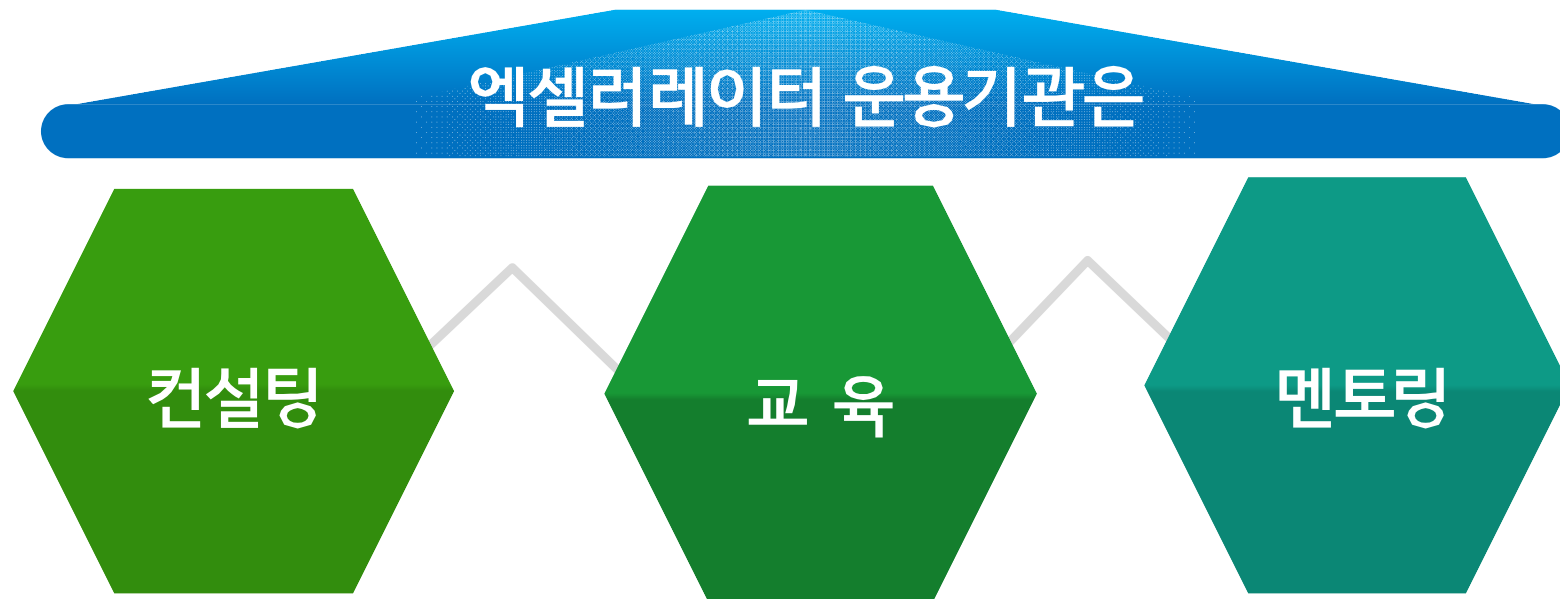 엑셀러레이터 운용기관은
컨설팅
교 육
멘토링